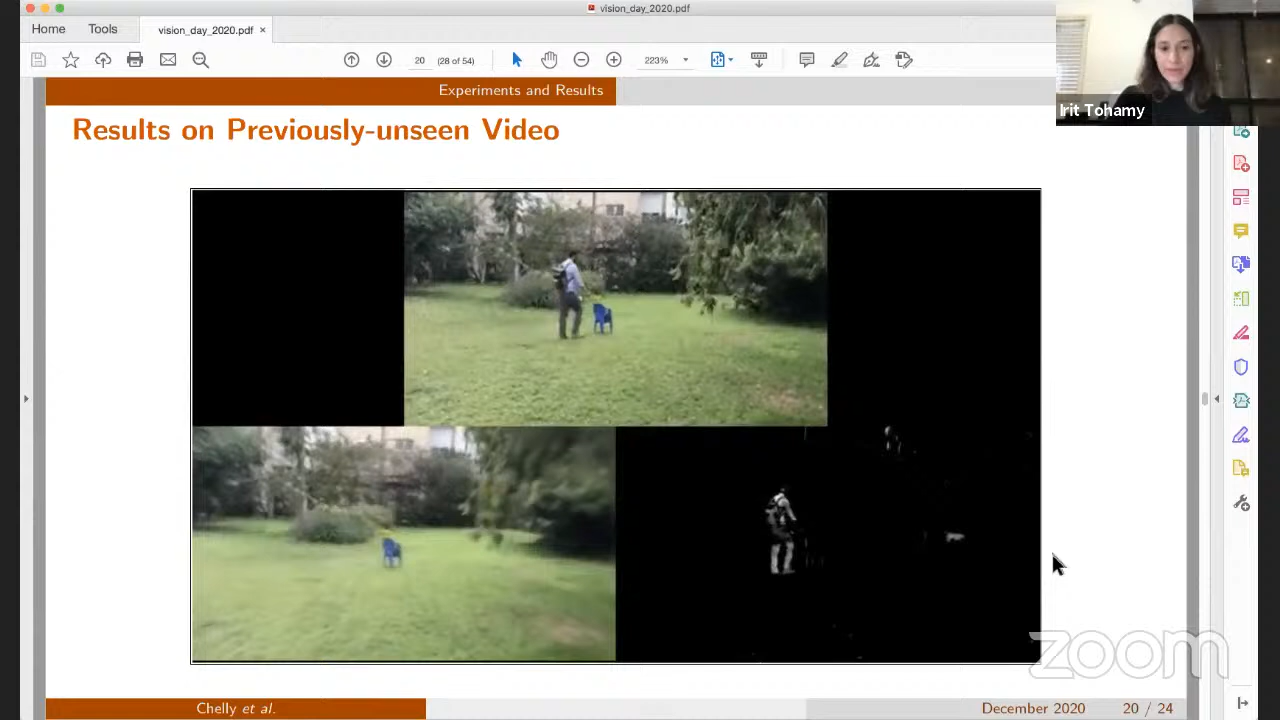 vision_day_2020.pdf
Home
Tools
vision_day_2020.pdf ×
20
(28 of 54)
223%
Irit Tohamy
Experiments and Results
Results on Previously-unseen Video
Chelly et al.
December 2020
20 / 24
zoom